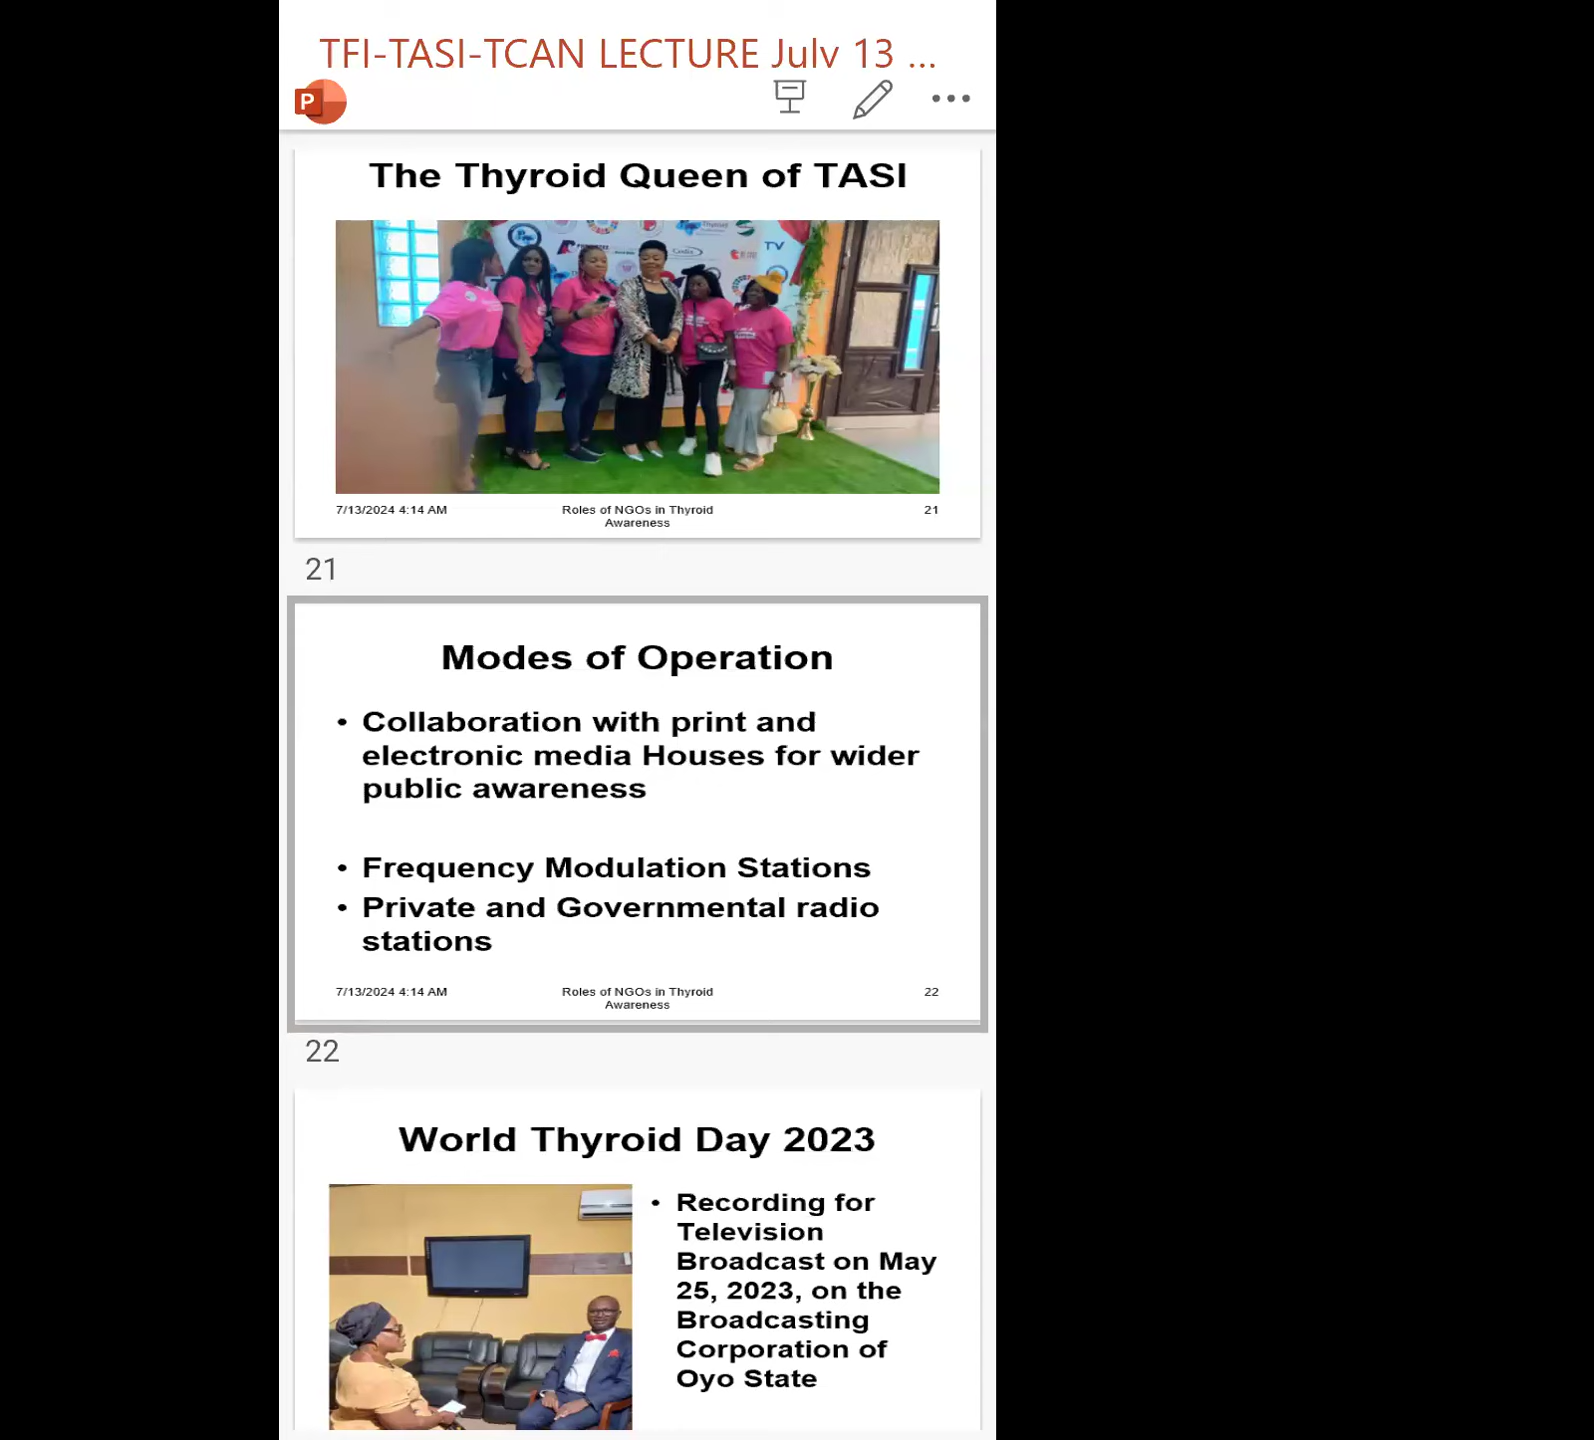 TFI-TASI-TCAN LECTURE July 13 ...
P
The Thyroid Queen of TASI
TV
7/13/2024 4:14 AM
Roles of NGOs in Thyroid
Awareness
21
21
Modes of Operation
• Collaboration with print and
electronic media Houses for wider
public awareness
• Frequency Modulation Stations
• Private and Governmental radio
stations
7/13/2024 4:14 AM
Roles of NGOs in Thyroid
Awareness
22
22
World Thyroid Day 2023
• Recording for
Television
Broadcast on May
25, 2023, on the
Broadcasting
Corporation of
Oyo State